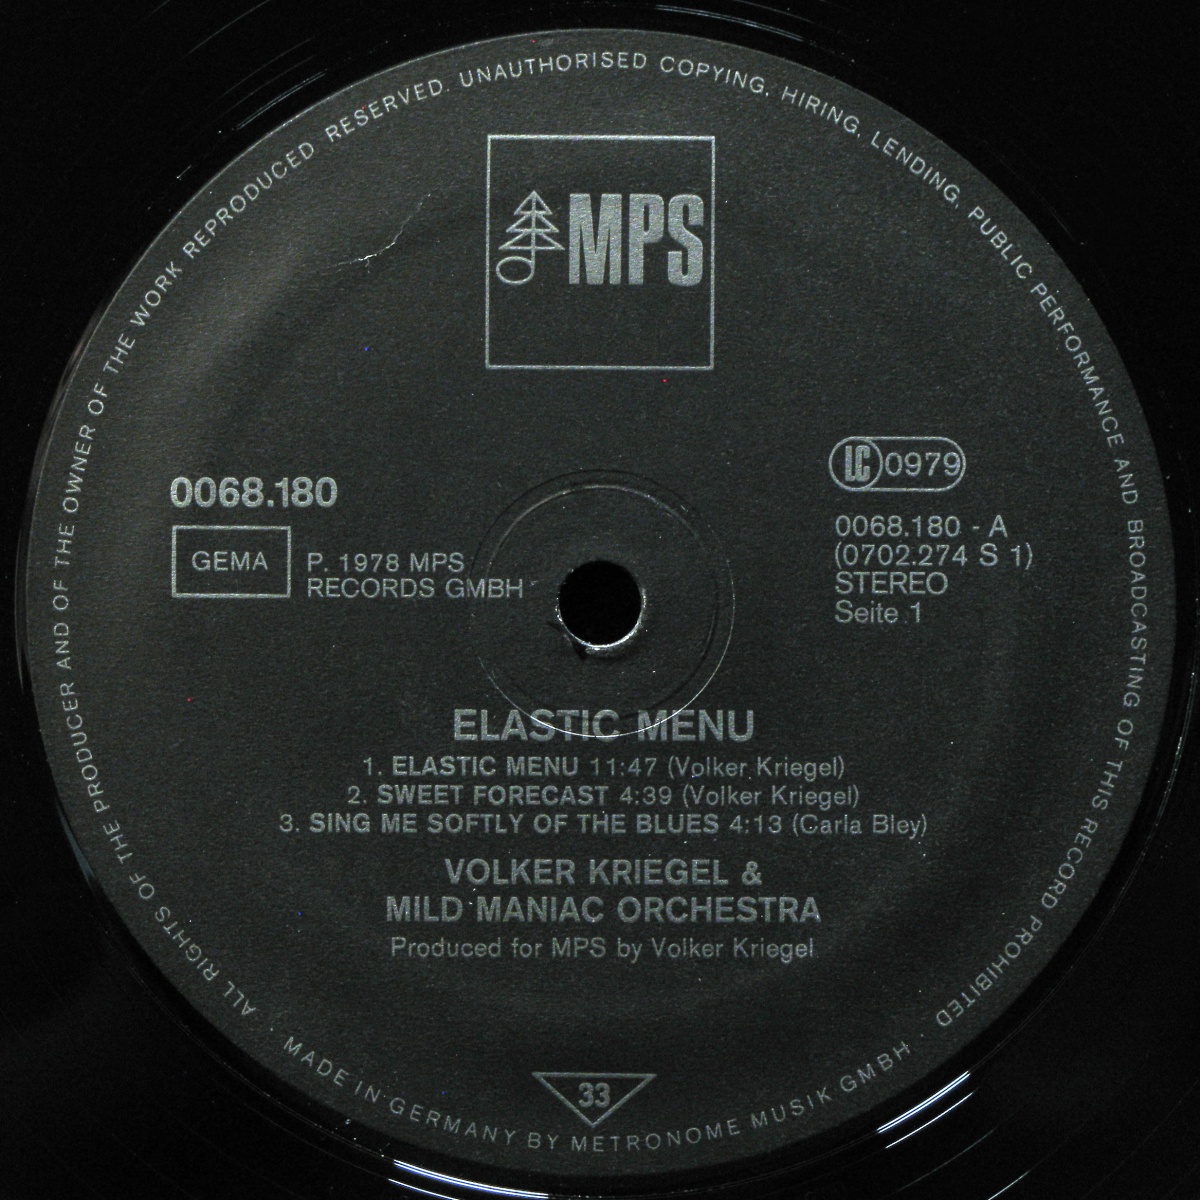 ALL RIGHTS OF THE PRODUCER AND OF THE OWNER OF THE WORK REPRODUCED RESERVED. UNAUTHORISED COPYING, HIRING, LENDING, PUBLIC PERFORMANCE AND BROADCASTING OF THIS RECORD PROHIBITED
MPS
0068.180
GEMA
P. 1978 MPS
RECORDS GMBH
LC 0979
0068.180 - A
(0702.274 S 1)
STEREO
Seite 1
ELASTIC MENU
1. ELASTIC MENU 11:47 (Volker Kriegel)
2. SWEET FORECAST 4:39 (Volker Kriegel)
3. SING ME SOFTLY OF THE BLUES 4:13 (Carla Bley)
VOLKER KRIEGEL &
MILD MANIAC ORCHESTRA
Produced for MPS by Volker Kriegel
33
MADE IN GERMANY BY METRONOME MUSIK GMBH ·